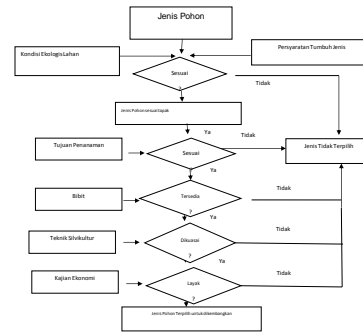 Jenis Pohon
Kondisi Ekologis Lahan
Persyaratan Tumbuh Jenis
Sesuai
?
Tidak
Jenis Pohon sesuai tapak
Ya
Tidak
Tujuan Penanaman
Sesuai
?
Jenis Tidak Terpilih
Ya
Tidak
Bibit
Tersedia
?
Ya
Tidak
Teknik Silvikultur
Dikuasai
?
Ya
Tidak
Kajian Ekonomi
Layak
?
Jenis Pohon Terpilih untuk dikembangkan